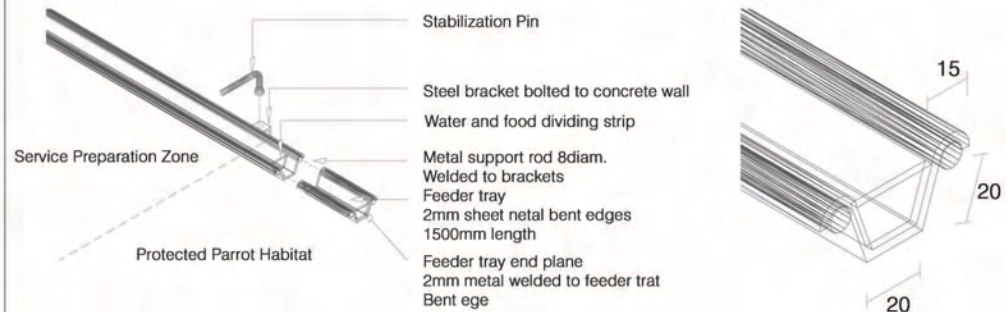 Stabilization Pin
Steel bracket bolted to concrete wall
Water and food dividing strip
Service Preparation Zone
Metal support rod 8diam.
Welded to brackets
Feeder tray
2mm sheet netal bent edges
1500mm length
Protected Parrot Habitat
Feeder tray end plane
2mm metal welded to feeder trat
Bent ege
15
20
20